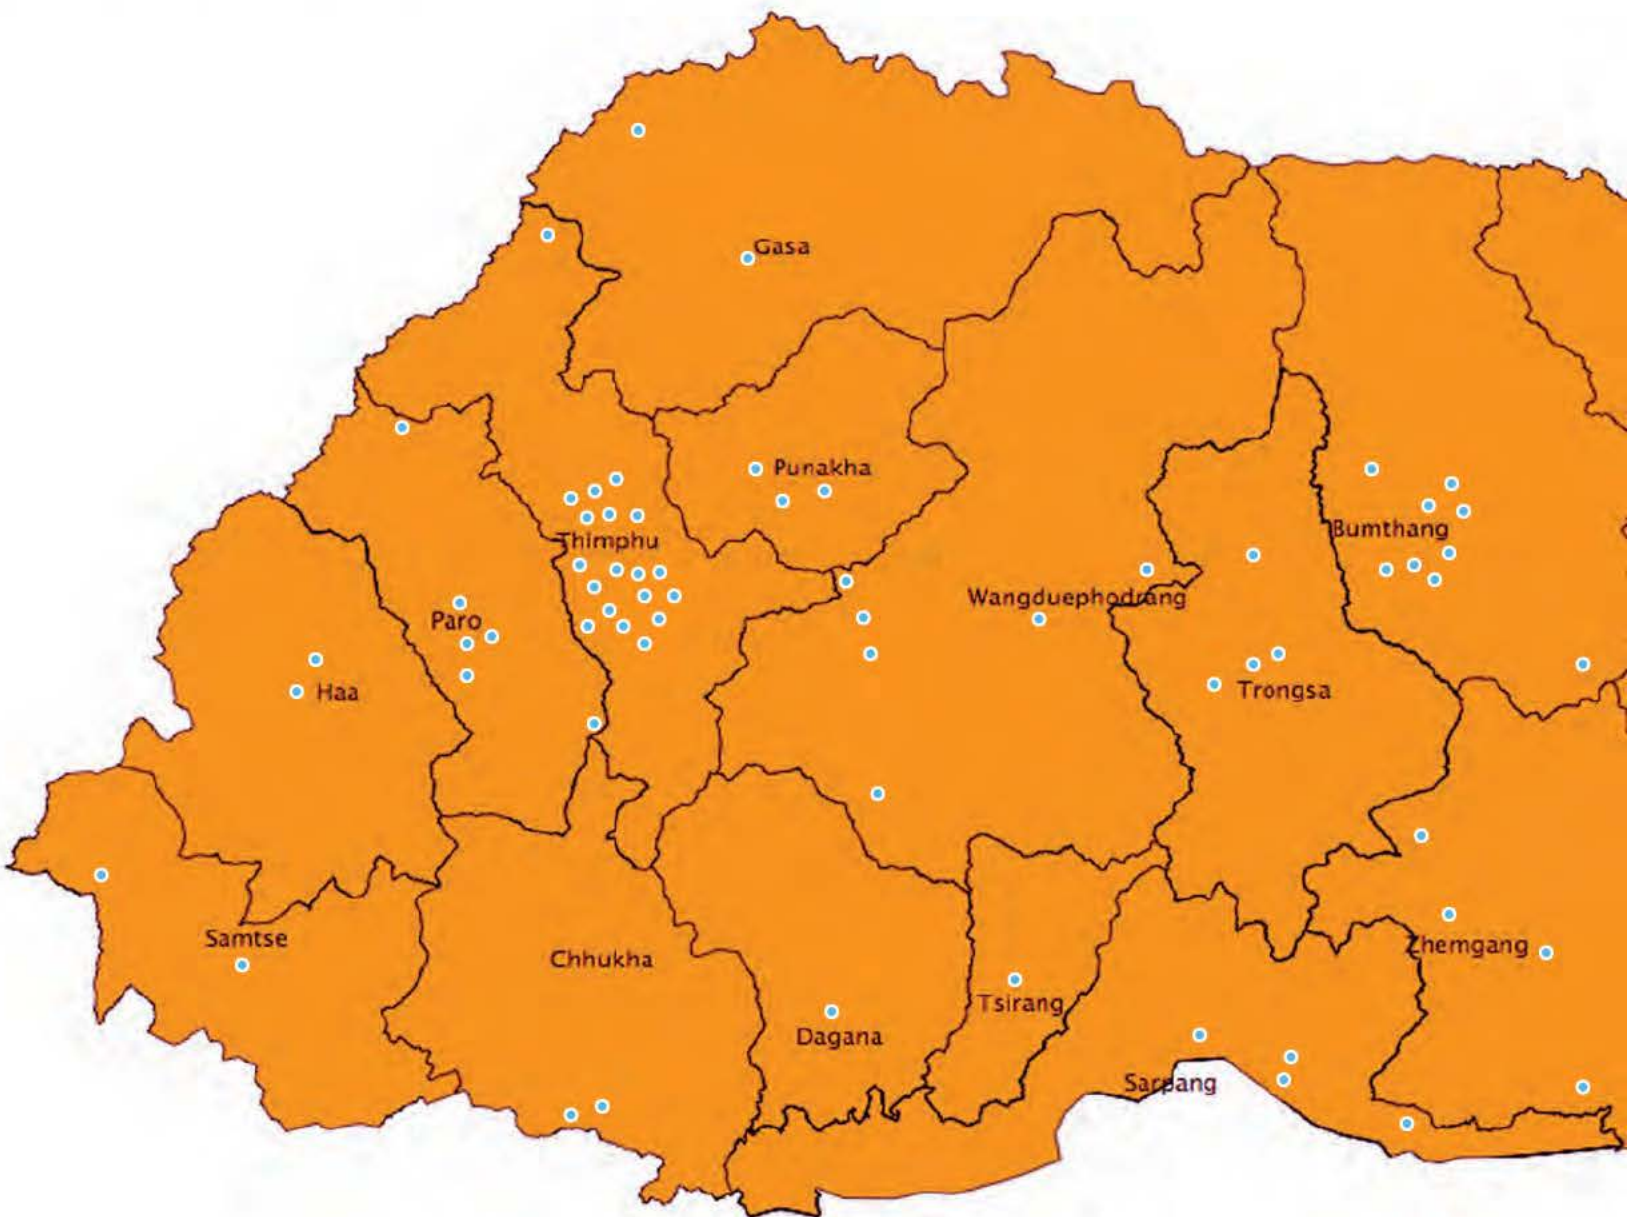 Gasa
Punakha
Thimphu
Bumthang
Wangduephodrang
Paro
Haa
Trongsa
Samtse
Zhemgang
Chhukha
Tsirang
Dagana
Sarpang